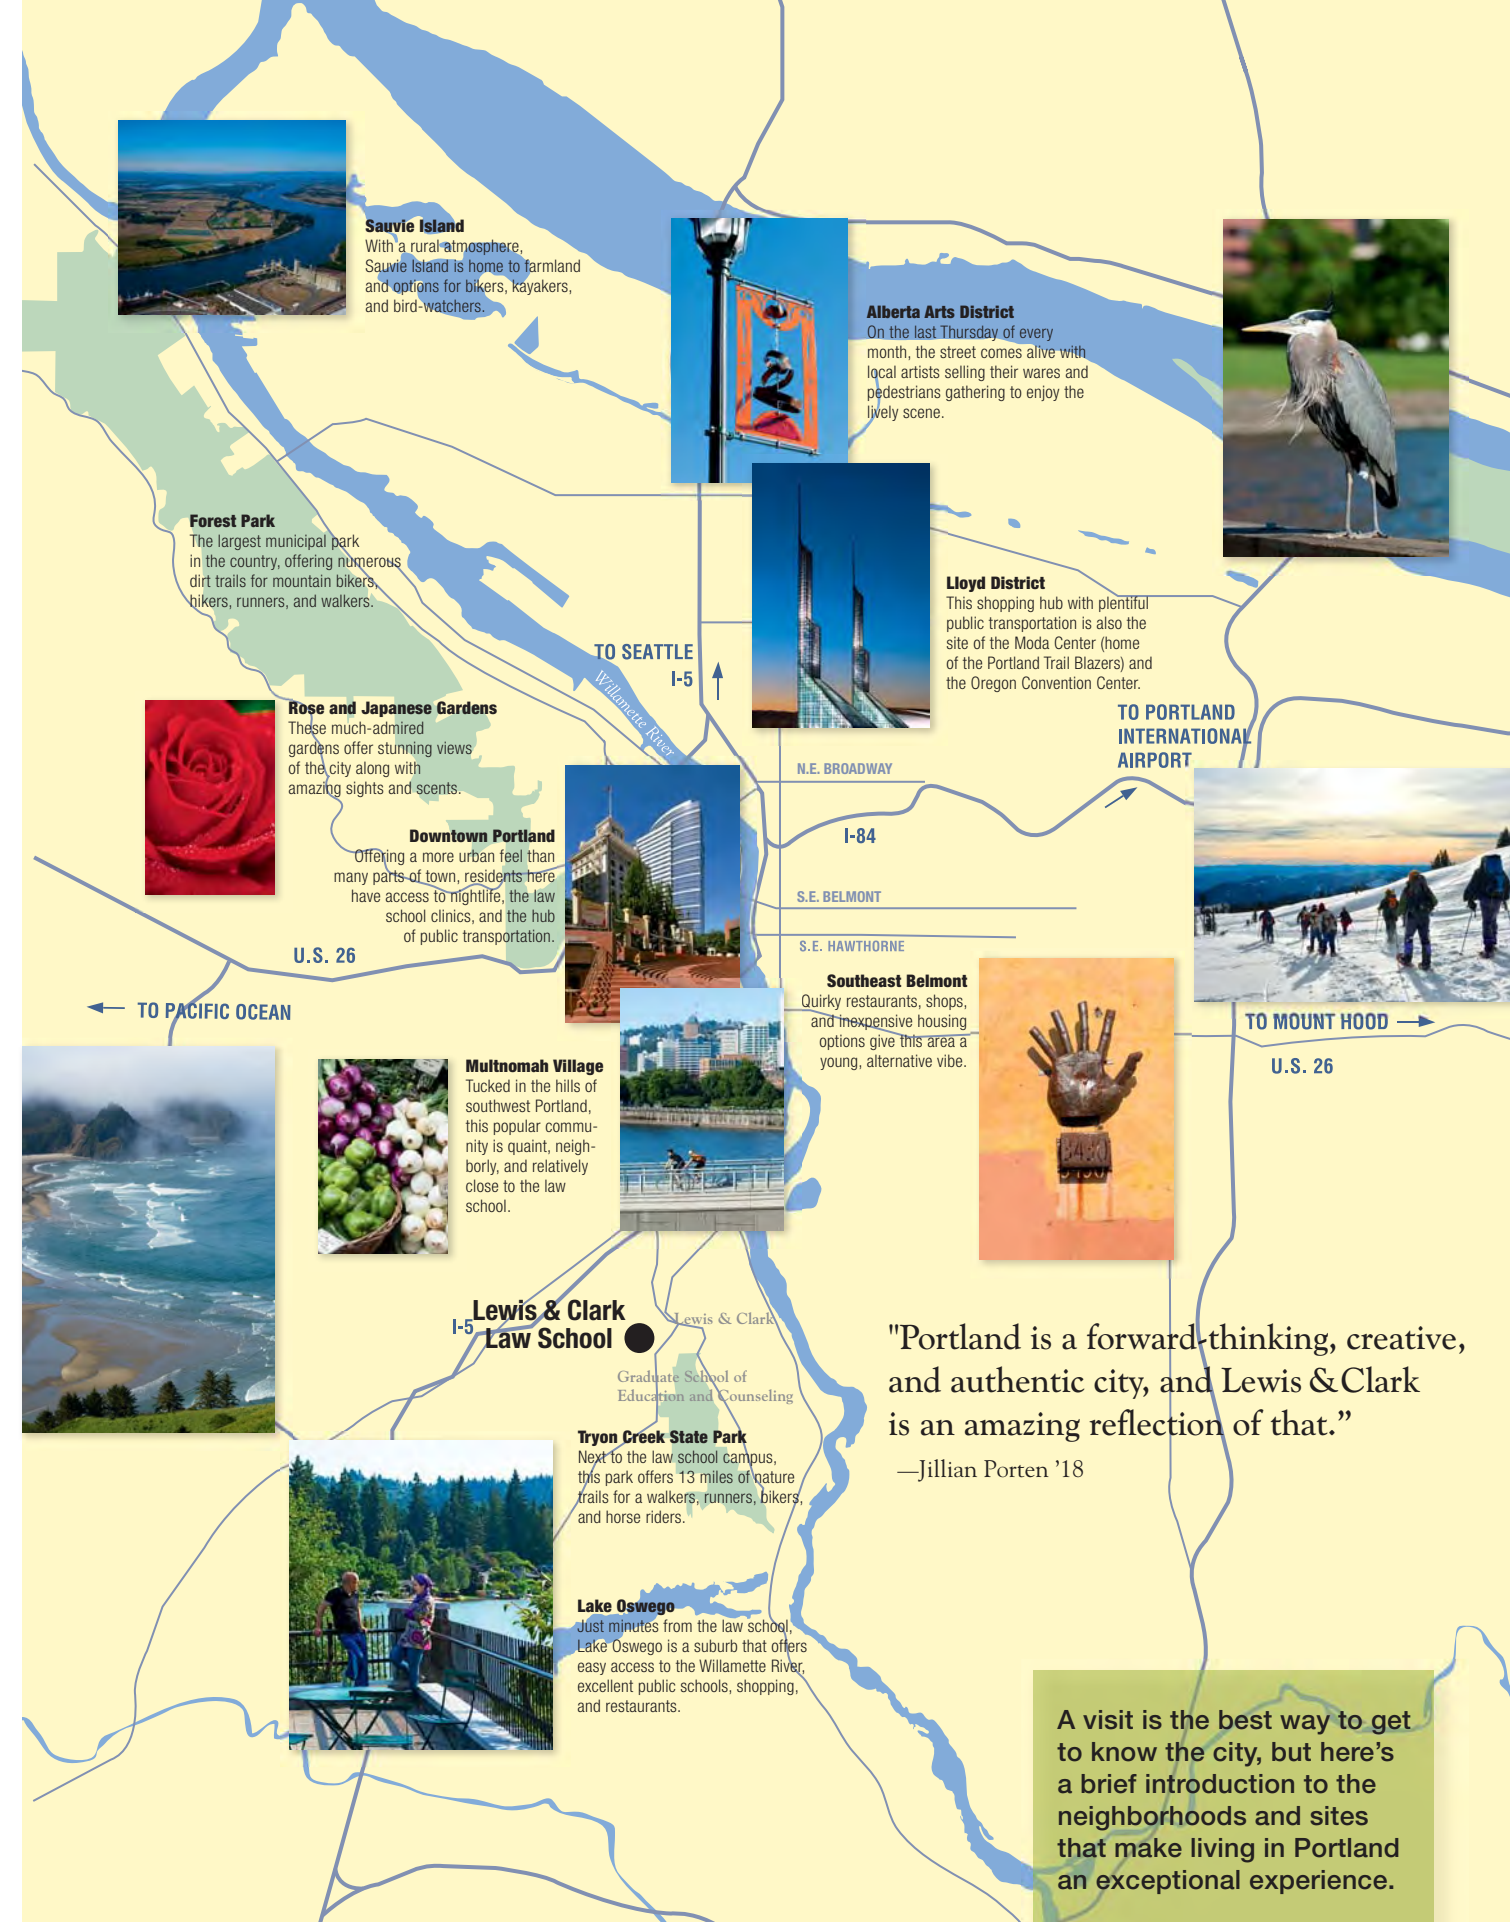 Sauvie Island
With a rural atmosphere,
Sauvie Island is home to farmland
and options for bikers, kayakers,
and bird-watchers.
Alberta Arts District
On the last Thursday of every
month, the street comes alive with
local artists selling their wares and
pedestrians gathering to enjoy the
lively scene.
Forest Park
The largest municipal park
in the country, offering numerous
dirt trails for mountain bikers,
hikers, runners, and walkers.
Lloyd District
This shopping hub with plentiful
public transportation is also the
site of the Moda Center (home
of the Portland Trail Blazers) and
the Oregon Convention Center.
TO SEATTLE
I-5
Willamette River
Rose and Japanese Gardens
These much-admired
gardens offer stunning views
of the city along with
amazing sights and scents.
TO PORTLAND
INTERNATIONAL
AIRPORT
N.E. BROADWAY
I-84
Downtown Portland
Offering a more urban feel than
many parts of town, residents here
have access to nightlife, the law
school clinics, and the hub
of public transportation.
S.E. BELMONT
S.E. HAWTHORNE
U.S. 26
TO PACIFIC OCEAN
Southeast Belmont
Quirky restaurants, shops,
and inexpensive housing
options give this area a
young, alternative vibe.
TO MOUNT HOOD
U.S. 26
Multnomah Village
Tucked in the hills of
southwest Portland,
this popular commu-
nity is quaint, neigh-
borly, and relatively
close to the law
school.
I-5
Lewis & Clark
Law School
Lewis & Clark
Graduate School of
Education and Counseling
"Portland is a forward-thinking, creative,
and authentic city, and Lewis & Clark
is an amazing reflection of that.”
—Jillian Porten ’18
Tryon Creek State Park
Next to the law school campus,
this park offers 13 miles of nature
trails for a walkers, runners, bikers,
and horse riders.
Lake Oswego
Just minutes from the law school,
Lake Oswego is a suburb that offers
easy access to the Willamette River,
excellent public schools, shopping,
and restaurants.
A visit is the best way to get
to know the city, but here’s
a brief introduction to the
neighborhoods and sites
that make living in Portland
an exceptional experience.